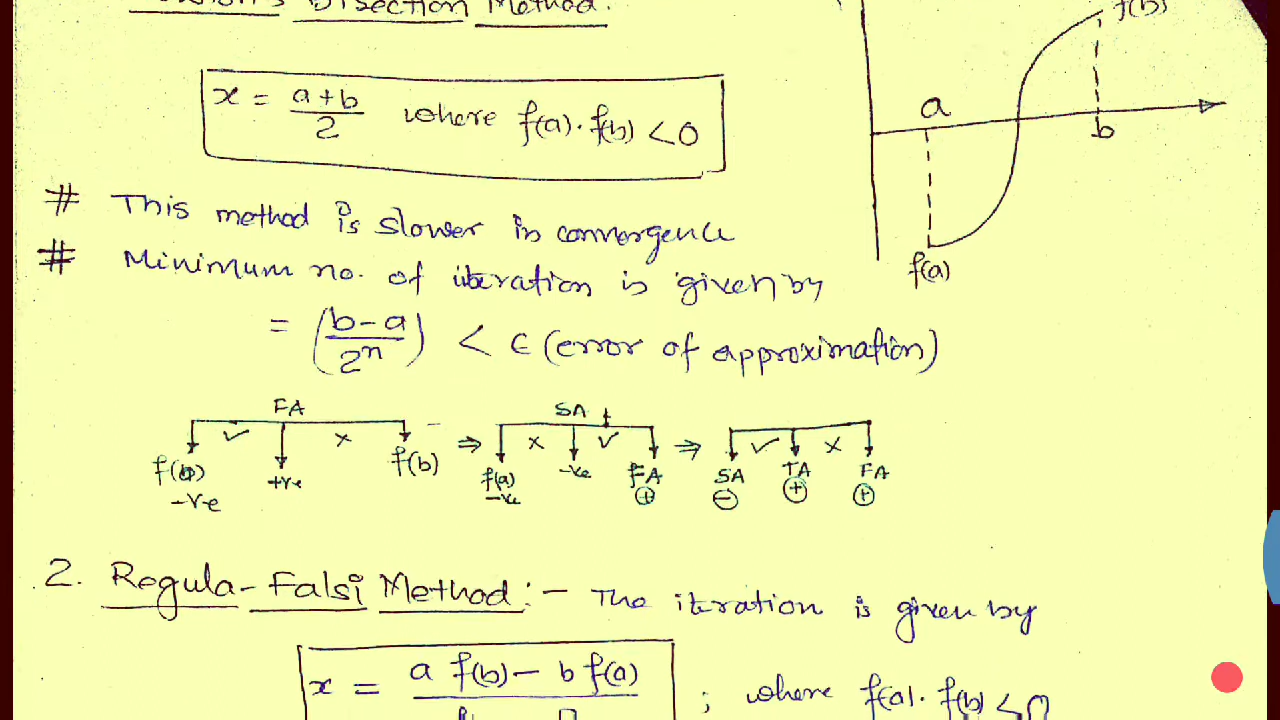 Bisection Method.
f(b)
x = a+b/2 where f(a).f(b) <0
a
b
f(a)
# This method is slower in convergence
# Minimum no. of iteration is given by
= (b-a/2^n) < ε (error of approximation)
FA SA
✓ × × ✓ ✓ ×
f(a) +ve f(b) ⇒ f(a) -ve FA ⇒ SA TA FA
-ve -ve ⊕ ⊖ ⊕ ⊕
2. Regula-Falsi Method :- The itration is given by
x = a f(b) - b f(a) ; where f(a). f(b) <0